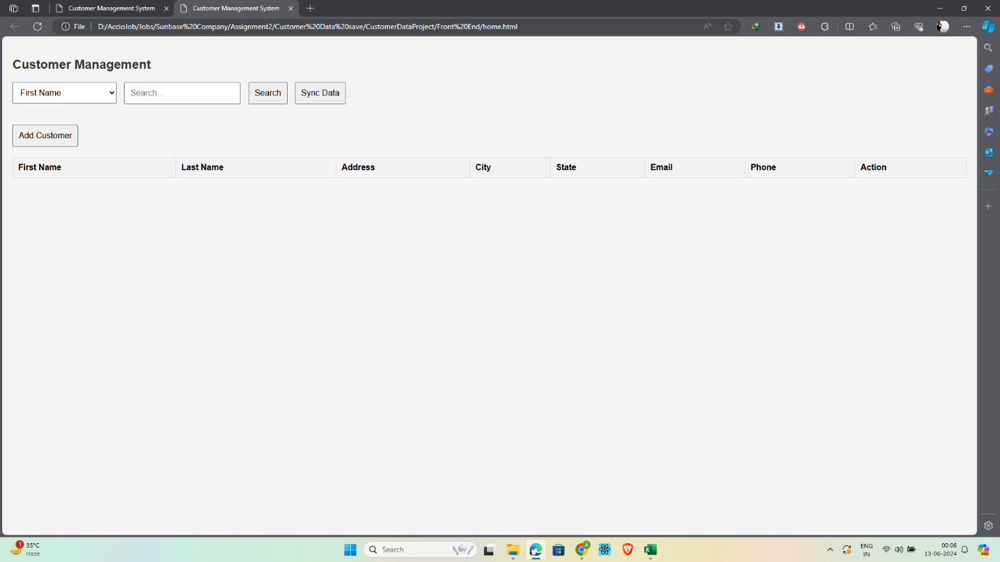 Customer Management System
Customer Management System
File
D:/AccioJob/Jobs/Sunbase%20Company/Assignment2/Customer%20Data%20save/CustomerDataProject/Front%20End/home.html
Customer Management
First Name
Search...
Search
Sync Data
Add Customer
First Name
Last Name
Address
City
State
Email
Phone
Action
1
35°C
Haze
Search
A
ENG
IN
00:06
13-06-2024
PRE